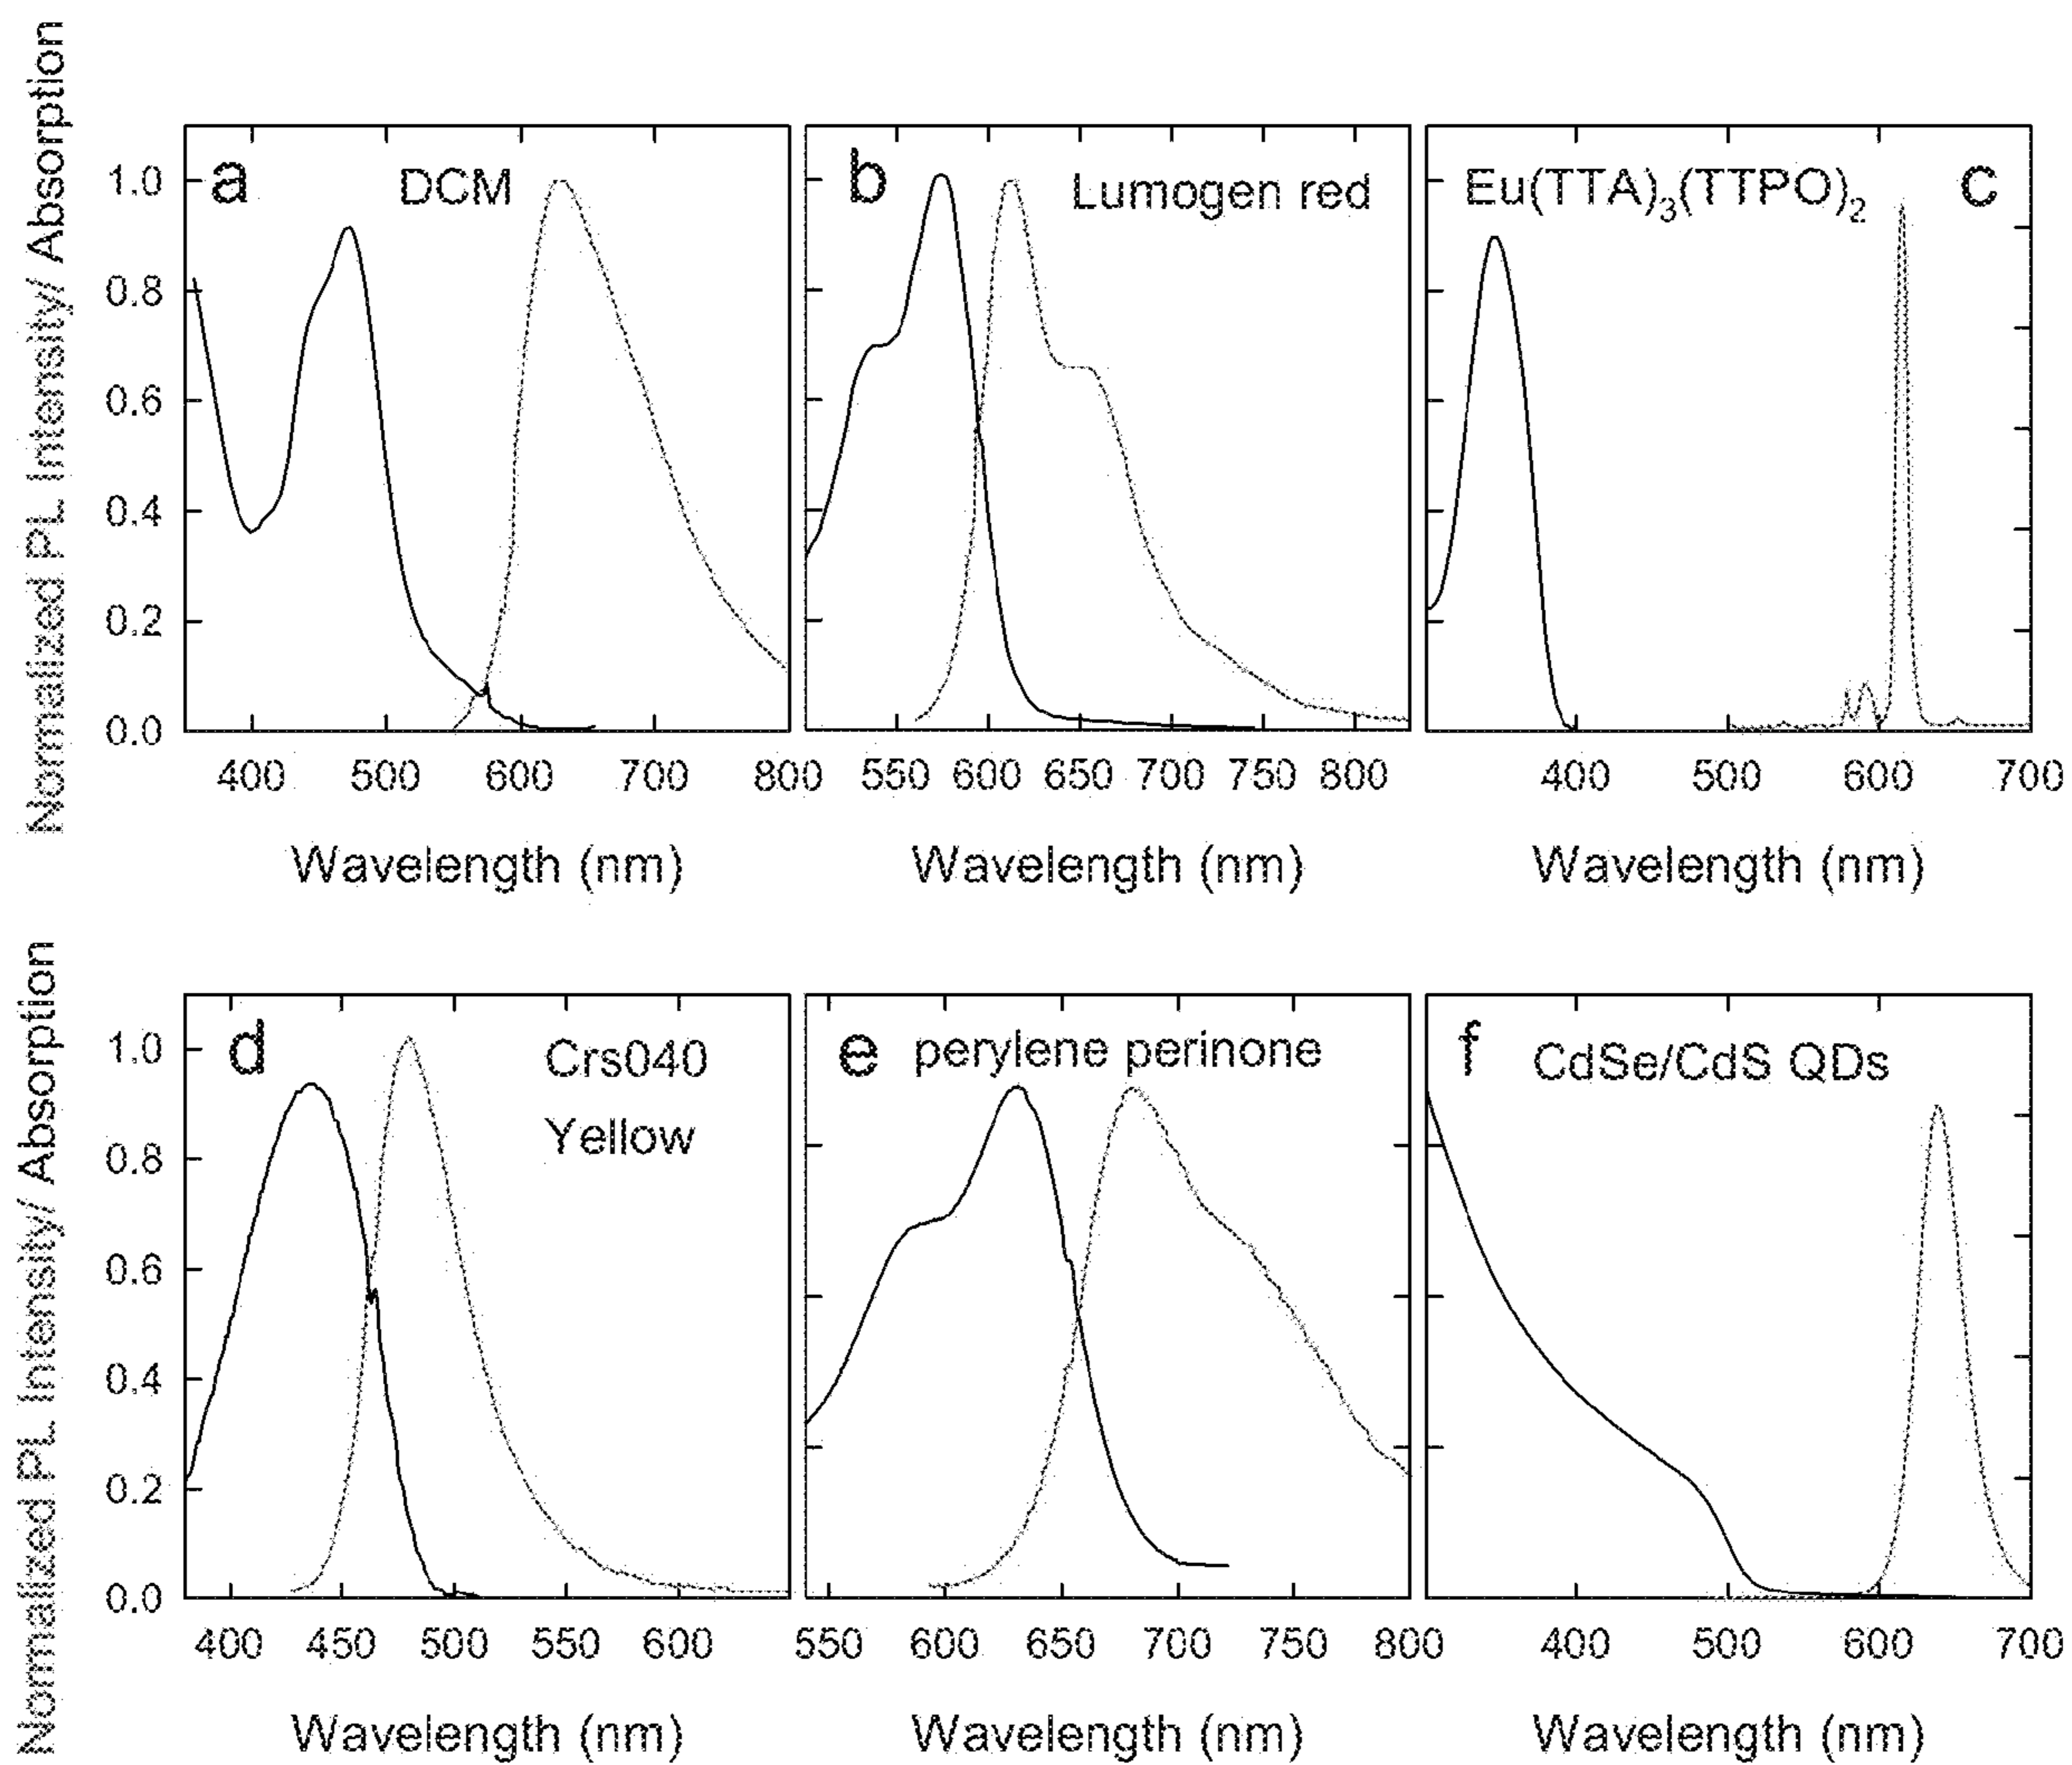 Normalized PL Intensity/ Absorption
a DCM
b Lumogen red
Eu(TTA)3(TTPO)2 c
1.0
0.8
0.6
0.4
0.2
0.0
400 500 600 700 800
550 600 650 700 750 800
400 500 600 700
Wavelength (nm)
Wavelength (nm)
Wavelength (nm)
Normalized PL Intensity/ Absorption
d Crs040
Yellow
e perylene perinone
f CdSe/CdS QDs
1.0
0.8
0.6
0.4
0.2
0.0
400 450 500 550 600
550 600 650 700 750 800
400 500 600 700
Wavelength (nm)
Wavelength (nm)
Wavelength (nm)